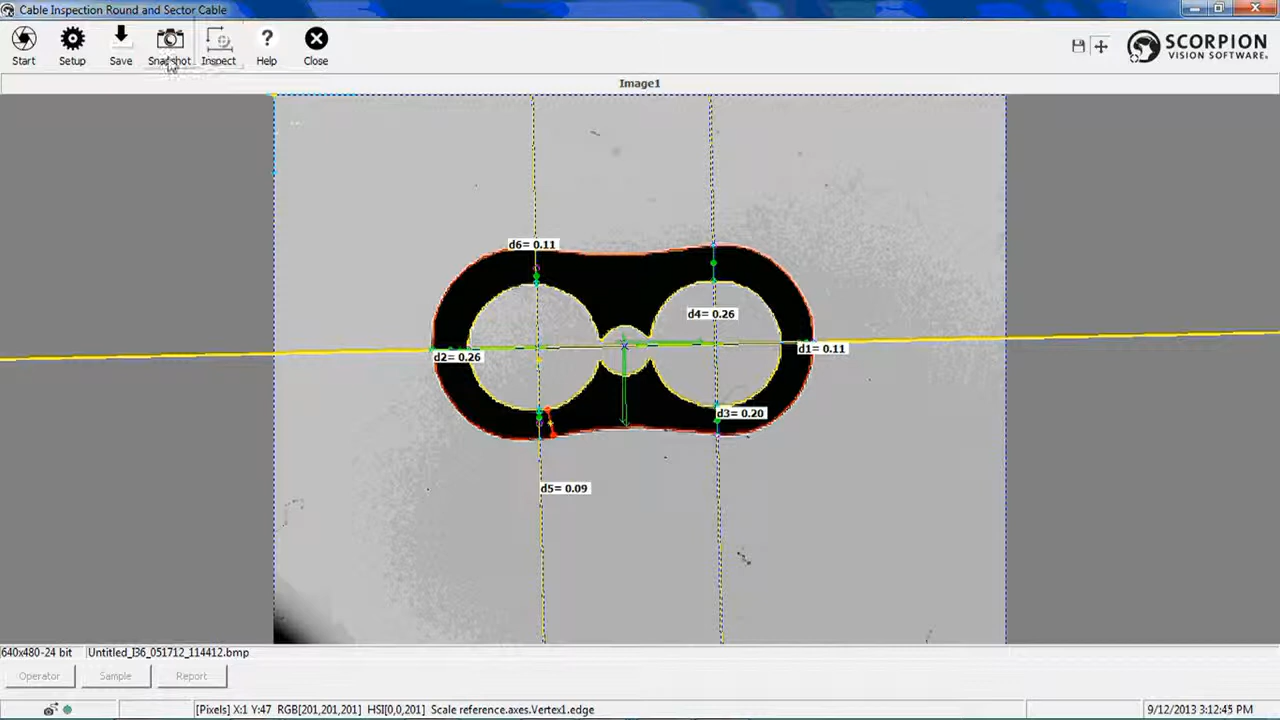 Cable Inspection Round and Sector Cable
Start Setup Save Snapshot Inspect Help Close
SCORPION
VISION SOFTWARE.
Image1
d6= 0.11
d4= 0.26
d2= 0.26
d1= 0.11
d3= 0.20
d5= 0.09
640x480-24 bit Untitled_I36_051712_114412.bmp
Operator Sample Report
[Pixels] X:1 Y:47 RGB[201,201,201] HSI[0,0,201] Scale reference.axes.Vertex1.edge 9/12/2013 3:12:45 PM